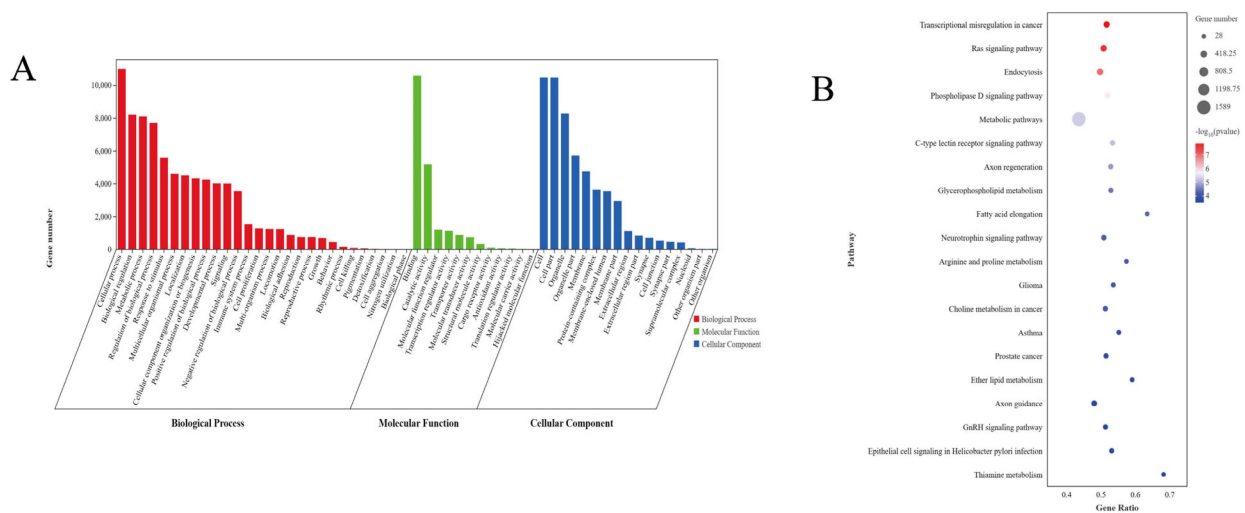 A
Gene number
10,000
8,000
6,000
4,000
2,000
0
Cellular process
Biological regulation
Metabolic process
Regulation of biological process
Response to stimulus
Multicellular organismal process
Localization
Cellular component organization or biogenesis
Positive regulation of biological process
Developmental process
Signaling
Negative regulation of biological process
Immune system process
Cell proliferation
Multi-organism process
Locomotion
Biological adhesion
Reproduction
Reproductive process
Growth
Behavior
Rhythmic process
Cell killing
Pigmentation
Detoxification
Cell aggregation
Nitrogen utilization
Biological phase
Binding
Catalytic activity
Molecular function regulator
Transcription regulator activity
Transporter activity
Molecular transducer activity
Structural molecule activity
Cargo receptor activity
Antioxidant activity
Translation regulator activity
Molecular carrier activity
Hijacked molecular function
Cell
Cell part
Organelle
Organelle part
Membrane
Protein-containing complex
Membrane-enclosed lumen
Membrane part
Extracellular region
Extracellular region part
Synapse
Cell junction
Synapse part
Supramolecular complex
Nucleoid
Other organism part
Other organism
Biological Process
Molecular Function
Cellular Component
Biological Process
Molecular Function
Cellular Component
B
Pathway
Transcriptional misregulation in cancer
Ras signaling pathway
Endocytosis
Phospholipase D signaling pathway
Metabolic pathways
C-type lectin receptor signaling pathway
Axon regeneration
Glycerophospholipid metabolism
Fatty acid elongation
Neurotrophin signaling pathway
Arginine and proline metabolism
Glioma
Choline metabolism in cancer
Asthma
Prostate cancer
Ether lipid metabolism
Axon guidance
GnRH signaling pathway
Epithelial cell signaling in Helicobacter pylori infection
Thiamine metabolism
0.4 0.5 0.6 0.7
Gene Ratio
Gene number
28
418.25
808.5
1198.75
1589
-log10(pvalue)
7
6
5
4